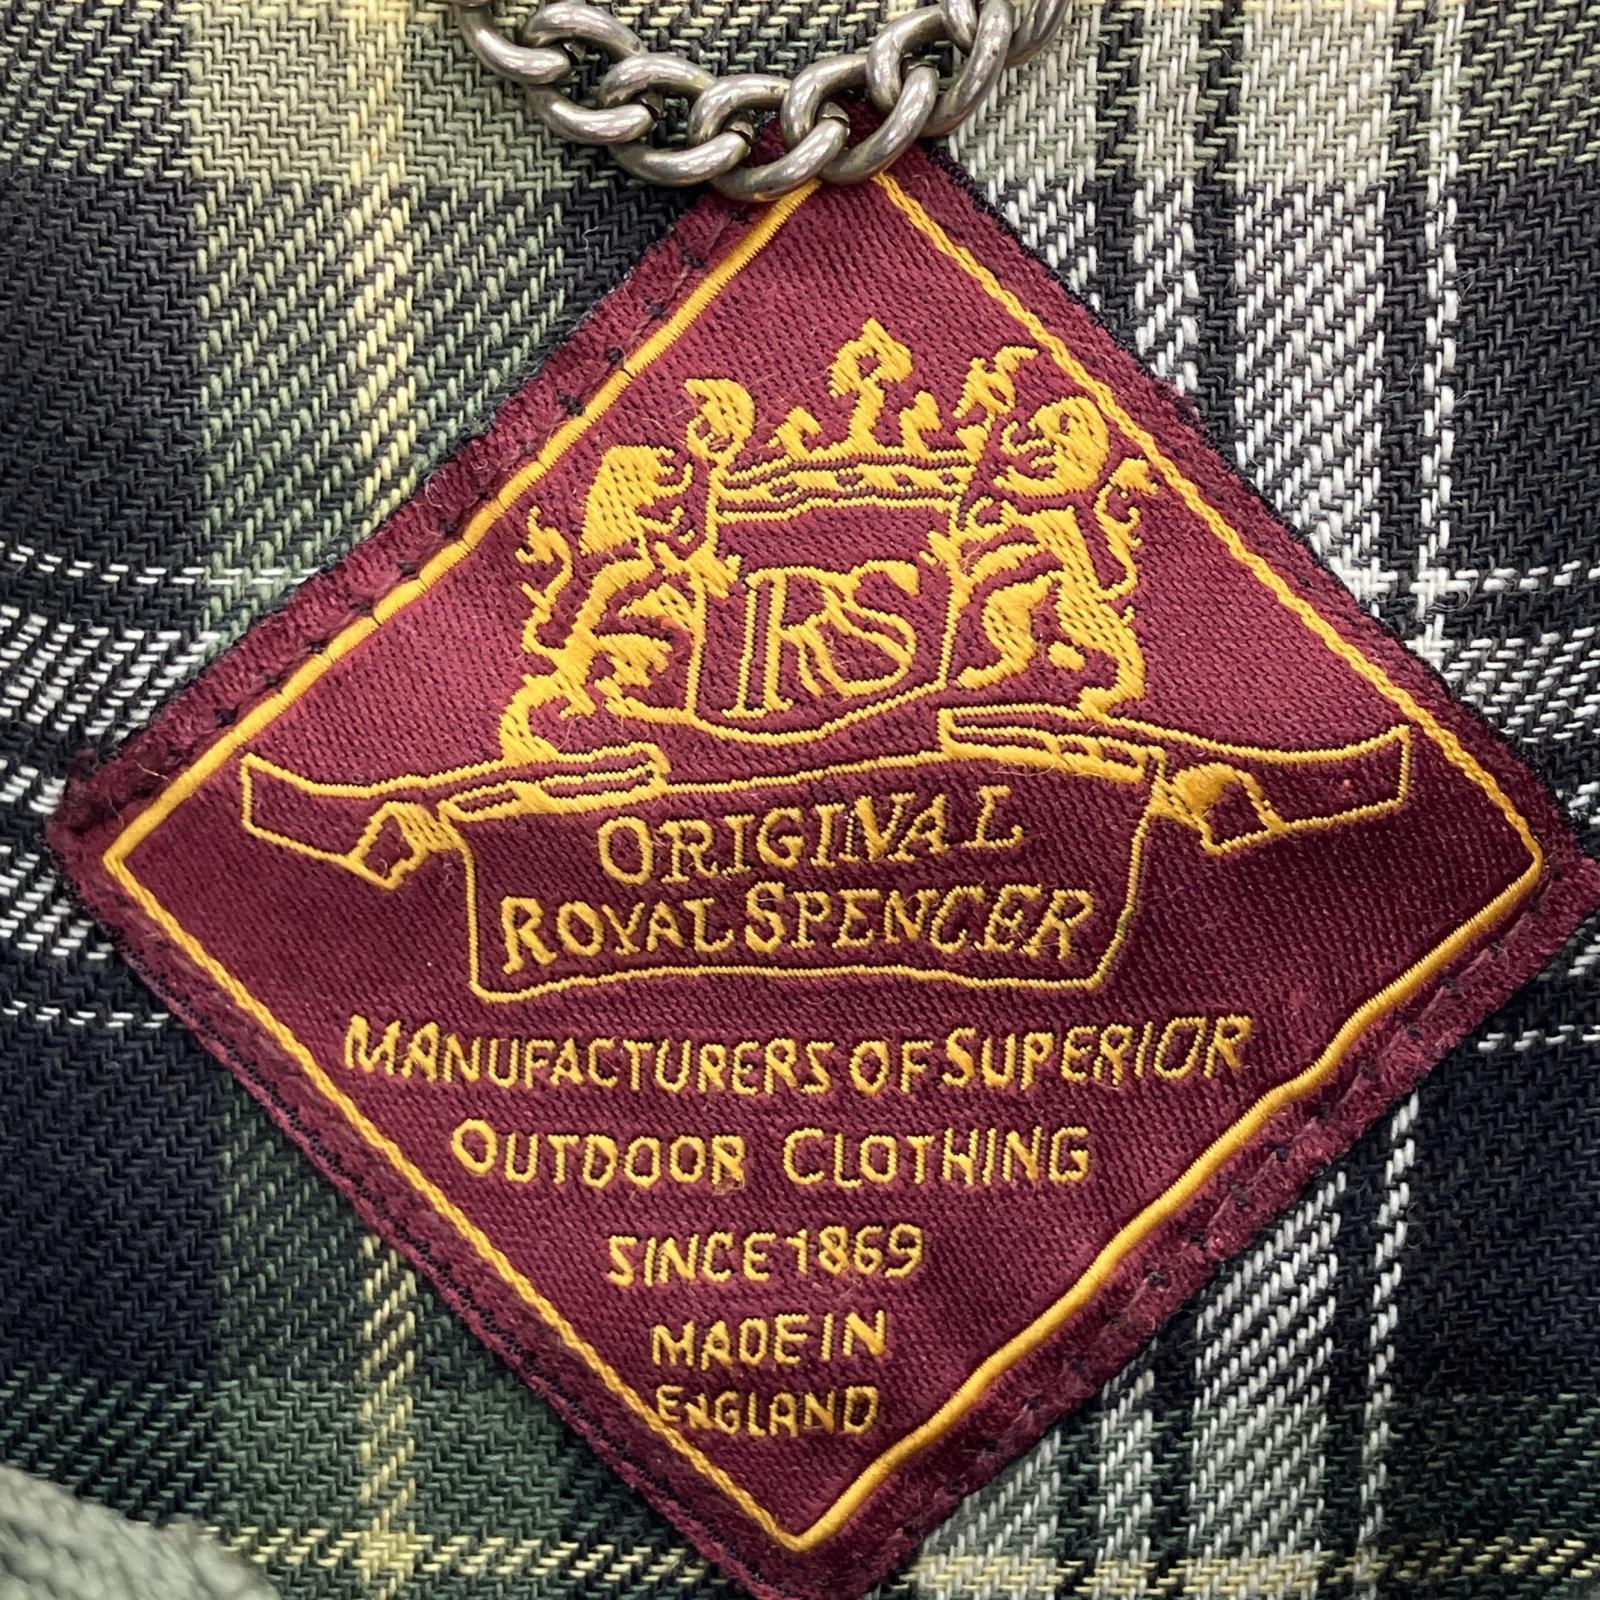 RS
ORIGINAL
ROYAL SPENCER
MANUFACTURERS OF SUPERIOR
OUTDOOR CLOTHING
SINCE 1869
MADE IN
ENGLAND